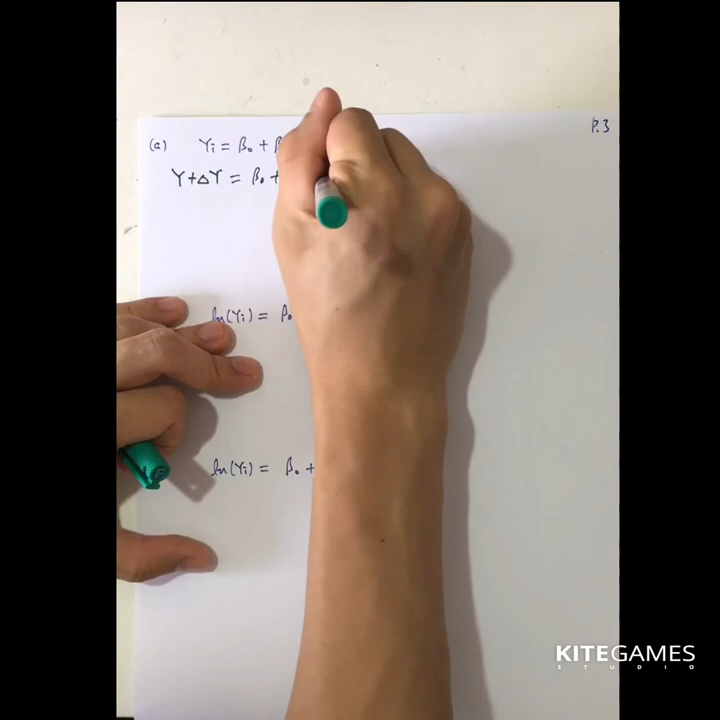 P.3
(a) Yi = β₀ + β
Y+ΔY = β₀ +
ln(Yi) = β₀
ln(Yi) = β₀ +
KITEGAMES
STUDIO